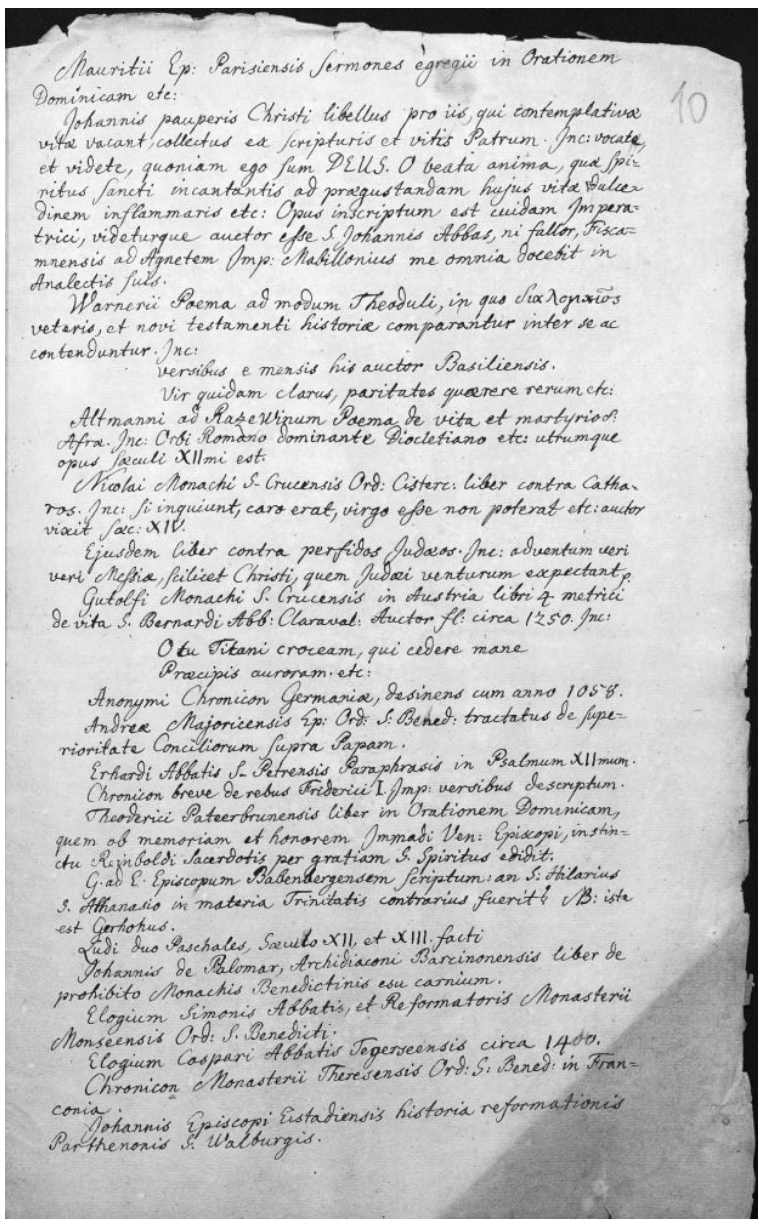 10
Mauritii Ep: Parisiensis Sermones egregii in Orationem
Dominicam etc:
Johannis pauperis Christi libellus pro iis, qui contemplativæ
vitæ vacant, collectus ex scripturis et vitis Patrum. Inc: vocate,
et videte, quoniam ego sum DEUS. O beata anima, quæ Spi=
ritus sancti incantantis ad prægustandam hujus vitæ dulce=
dinem inflammaris etc: Opus inscriptum est cuidam Impera=
trici, videturque auctor esse S. Johannis Abbas, ni fallor, Fisca=
mnensis ad Agnetem Imp: Mabillonius me omnia docebit in
Analectis suis.
Warnerii Poema ad modum Theoduli, in quo
veteris, et novi testamenti historiæ comparantur inter se ac
contenduntur. Inc:
versibus e mensis his auctor Basiliensis.
Vir quidam clarus, paritates quærere rerum etc:
Altmanni ad Razewinum Poema de vita et martyrio S.
Afræ. Inc: Orbi Romano dominante Diocletiano etc: utrumque
opus sæculi XIImi est.
Nicolai Monachi S. Crucensis Ord: Cisterc: liber contra Catha=
ros. Inc: si inquiunt, caro erat, virgo esse non poterat etc: auctor
vixit sæc: XIV.
Ejusdem liber contra perfidos Judæos. Inc: adventum veri
veri Messiæ, scilicet Christi, quem Judæi venturum expectant
Gutolfi Monachi S. Crucensis in Austria libri 4 metrici
de vita S. Bernardi Abb: Claraval: Auctor fl: circa 1250. Inc:
O tu Titani croceam, qui cedere mane
Præcipis auroram. etc:
Anonymi Chronicon Germaniæ, desinens cum anno 1058.
Andreæ Majoricensis Ep: Ord: S: Bened: tractatus de supe=
rioritate Conciliorum supra Papam.
Erhardi Abbatis S. Petrensis Paraphrasis in Psalmum XIImum.
Chronicon breve de rebus Friderici I. Imp: versibus descriptum.
Theoderici Pateerbrunensis liber in Orationem Dominicam,
quem ob memoriam et honorem Immadi Ven: Episcopi, instin=
ctu Reinboldi Sacerdotis per gratiam S. Spiritus edidit.
G. ad E. Episcopum Babenbergensem scriptum: an S: Hilarius
S. Athanasio in materia Trinitatis contrarius fuerit? NB: iste
est Gerhohus.
Ludi duo Paschales, Sæculo XII, et XIII. facti
Johannis de Palomar, Archidiaconi Barcinonensis liber de
prohibito Monachis Benedictinis esu carnium.
Elogium Simonis Abbatis, et Reformatoris Monasterii
Monseensis Ord: S. Benedicti.
Elogium Caspari Abbatis Tegerseensis circa 1400.
Chronicon Monasterii Theresensis Ord: S: Bened: in Fran=
conia.
Johannis Episcopi Eistadiensis historia reformationis
Parthenonis S. Walburgis.